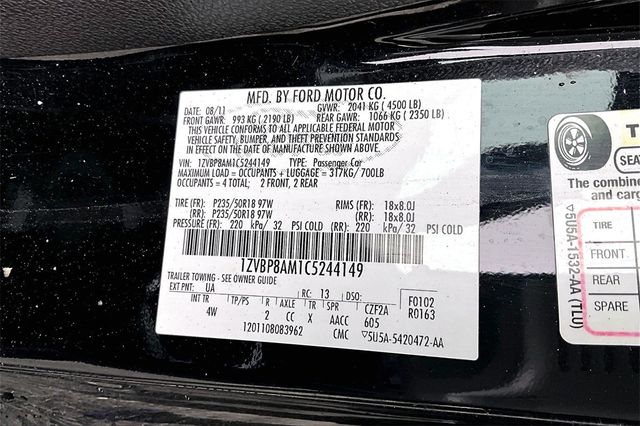 MFD. BY FORD MOTOR CO.
DATE: 08/11 GVWR: 2041 KG ( 4500 LB)
FRONT GAWR: 993 KG ( 2190 LB) REAR GAWR: 1066 KG ( 2350 LB)
THIS VEHICLE CONFORMS TO ALL APPLICABLE FEDERAL MOTOR
VEHICLE SAFETY, BUMPER, AND THEFT PREVENTION STANDARDS
IN EFFECT ON THE DATE OF MANUFACTURE SHOWN ABOVE.
VIN: 1ZVBP8AM1C5244149 TYPE: Passenger Car
MAXIMUM LOAD = OCCUPANTS + LUGGAGE = 317KG/700LB
OCCUPANTS = 4 TOTAL; 2 FRONT, 2 REAR
TIRE (FR): P235/50R18 97W RIMS (FR): 18x8.0J
(RR): P235/50R18 97W (RR): 18x8.0J
PRESSURE (FR): 220 kPa/ 32 PSI COLD (RR): 220 kPa/ 32 PSI COLD
1ZVBP8AM1C5244149
TRAILER TOWING - SEE OWNER GUIDE
EXT PNT: UA RC: 13 DSO: F0102
INT TR TP/PS R AXLE TR SPR CZF2A R0163
4W 2 CC X AACC 605
1201108083962 CMC ▽5U5A-5420472-AA
T
SEA
The combine
and carg
TIRE
FRONT
REAR
SPARE
▽5U5A-1532-AA (TLU)